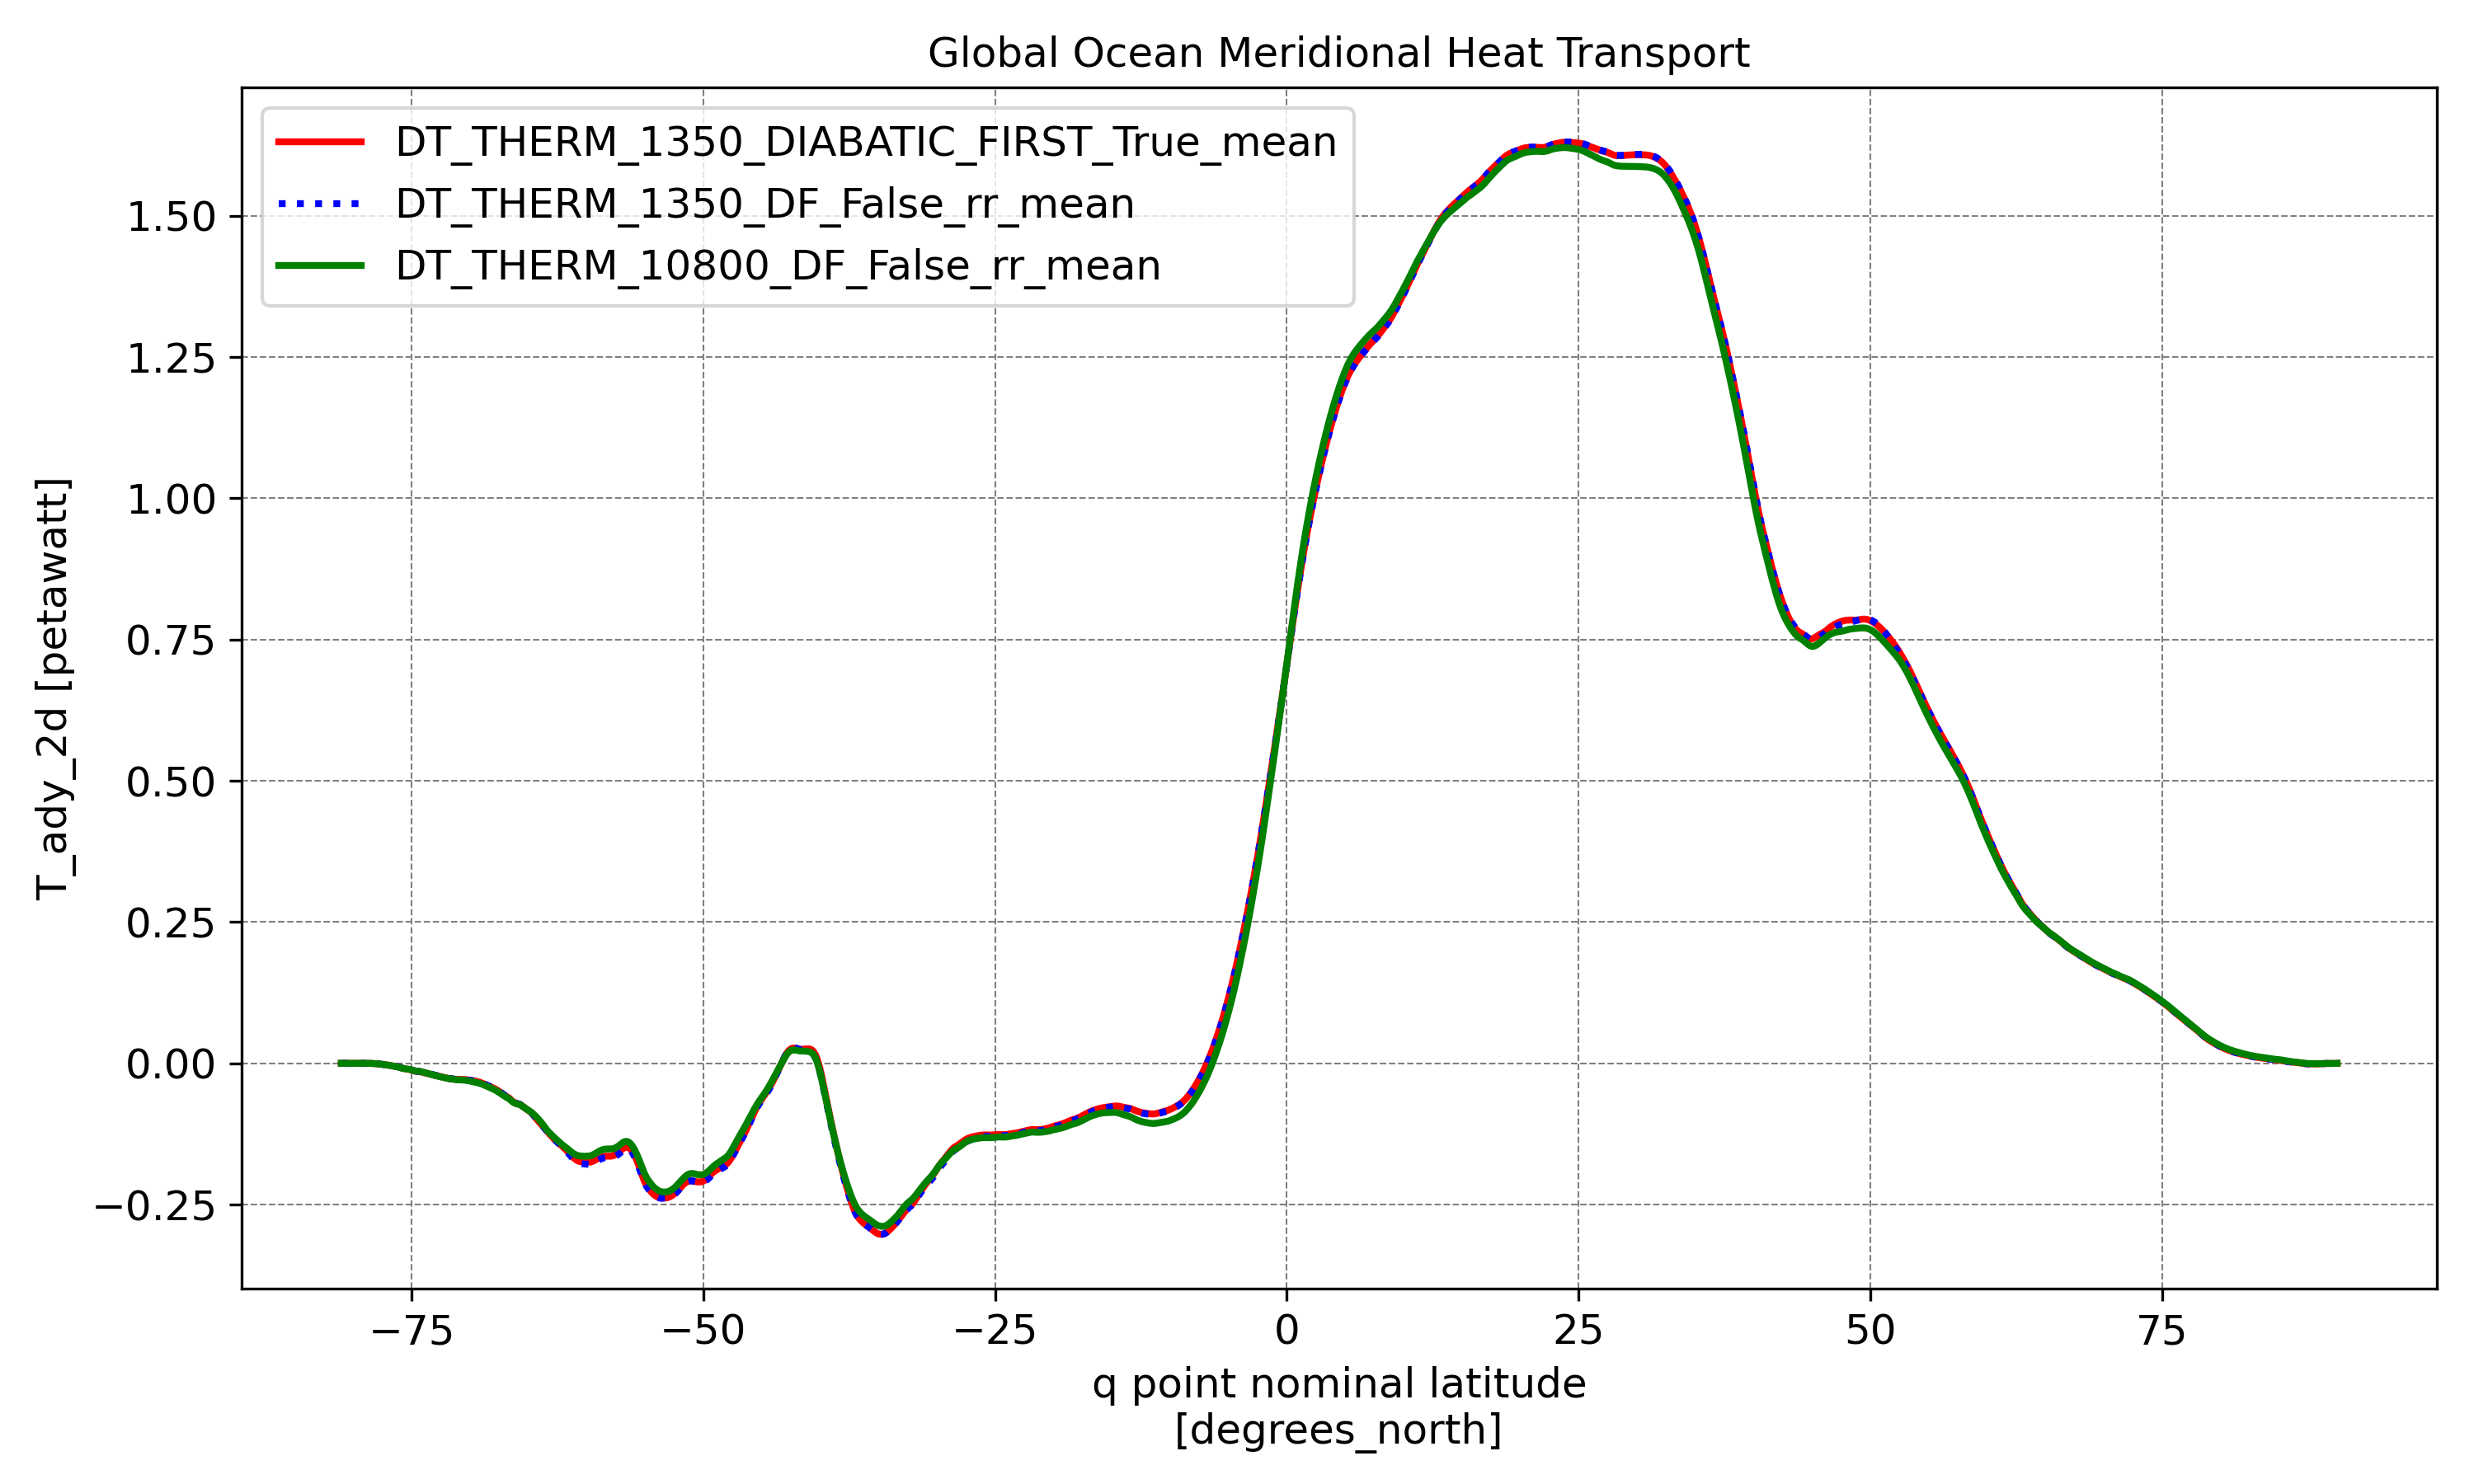 Global Ocean Meridional Heat Transport
DT_THERM_1350_DIABATIC_FIRST_True_mean
DT_THERM_1350_DF_False_rr_mean
DT_THERM_10800_DF_False_rr_mean
T_ady_2d [petawatt]
1.50
1.25
1.00
0.75
0.50
0.25
0.00
−0.25
−75
−50
−25
0
25
50
75
q point nominal latitude
[degrees_north]